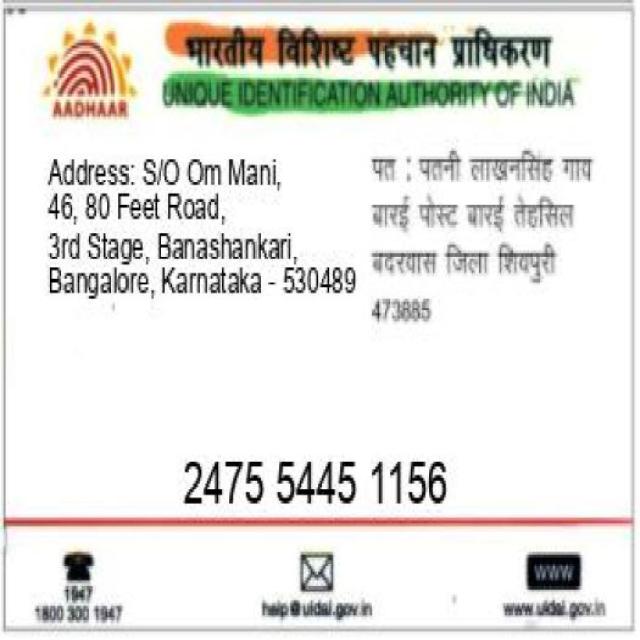 भारतीय विशिष्ट पहचान प्राधिकरण
UNIQUE IDENTIFICATION AUTHORITY OF INDIA
AADHAAR
Address: S/O Om Mani,
46, 80 Feet Road,
3rd Stage, Banashankari,
Bangalore, Karnataka - 530489
पत : पतनी लाखनसिंह गाव
बारई पोस्ट बारई तेहसिल
बदरवास जिला शिवपुरी
473885
2475 5445 1156
1947
1800 300 1947
help@uidai.gov.in
WWW
www.uidai.gov.in